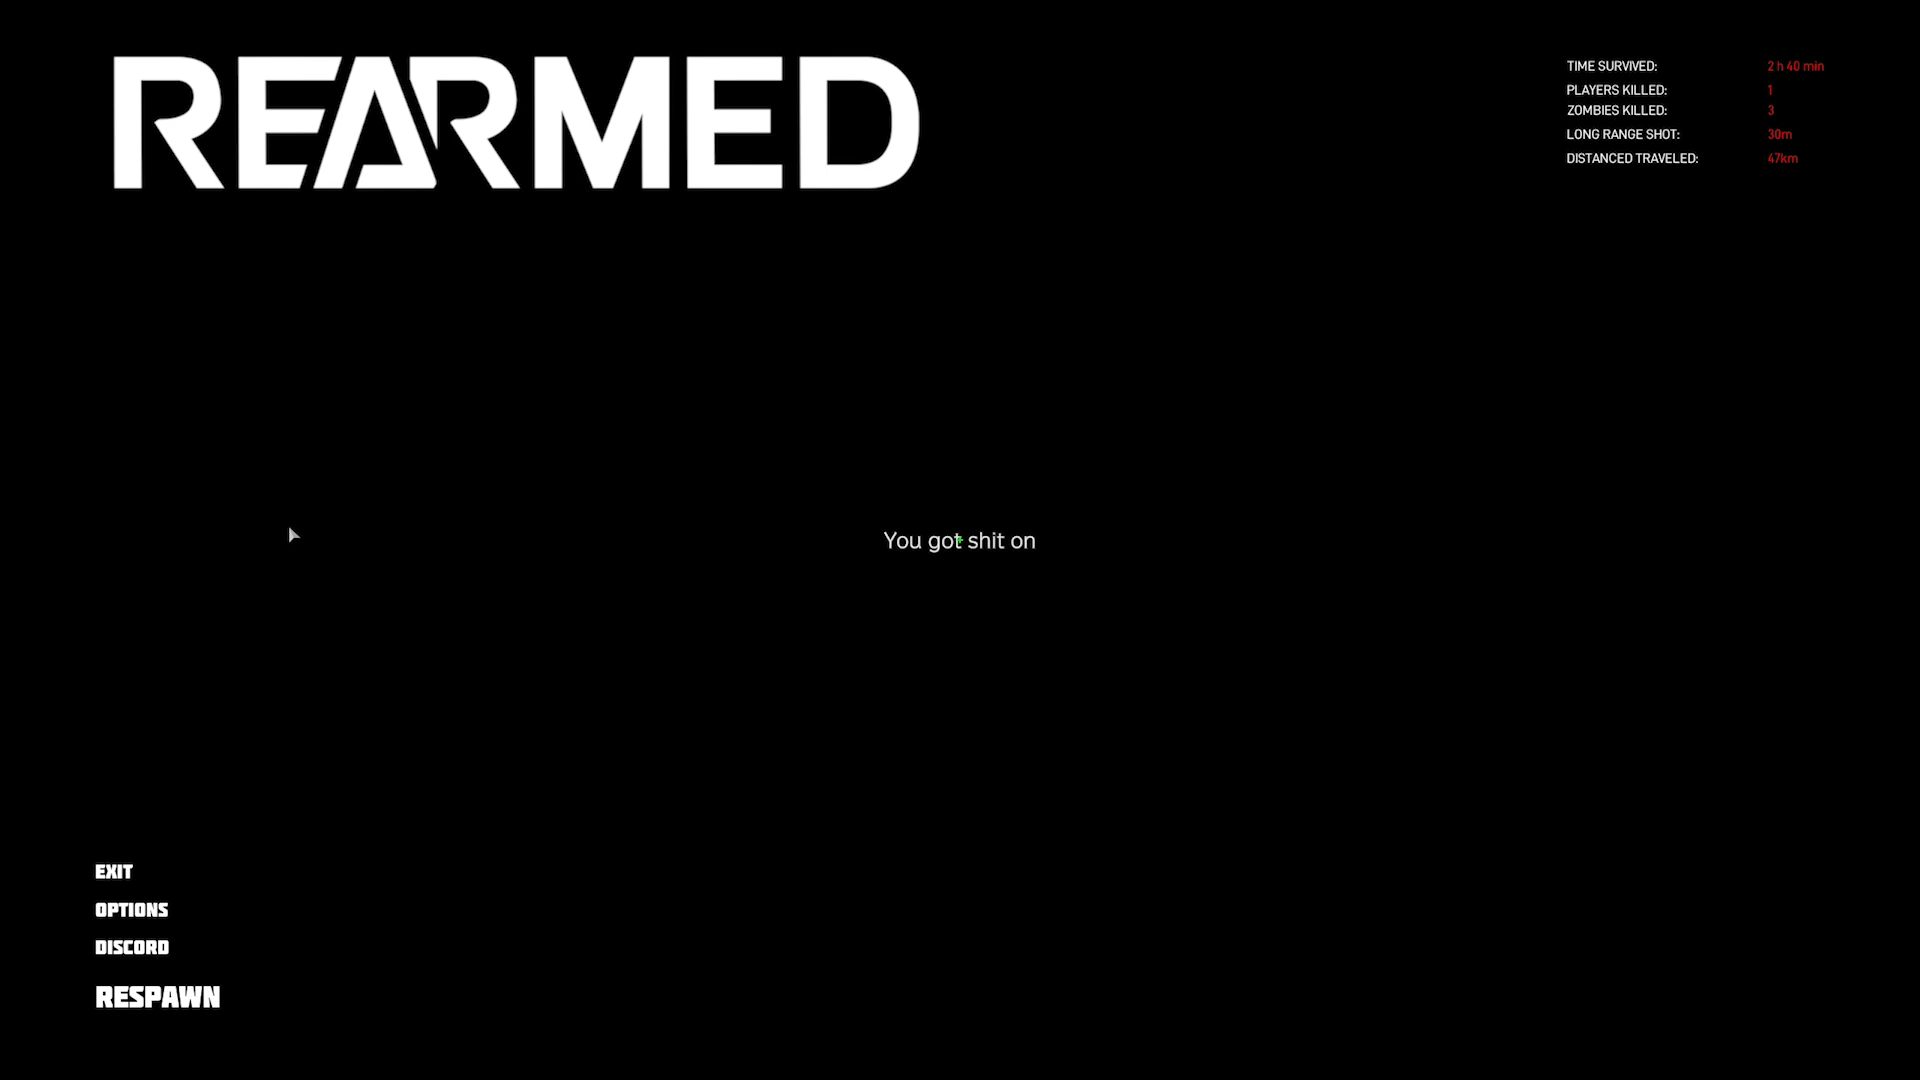 REARMED
TIME SURVIVED: 2 h 40 min
PLAYERS KILLED: 1
ZOMBIES KILLED: 3
LONG RANGE SHOT: 30m
DISTANCED TRAVELED: 47km
You got shit on
EXIT
OPTIONS
DISCORD
RESPAWN